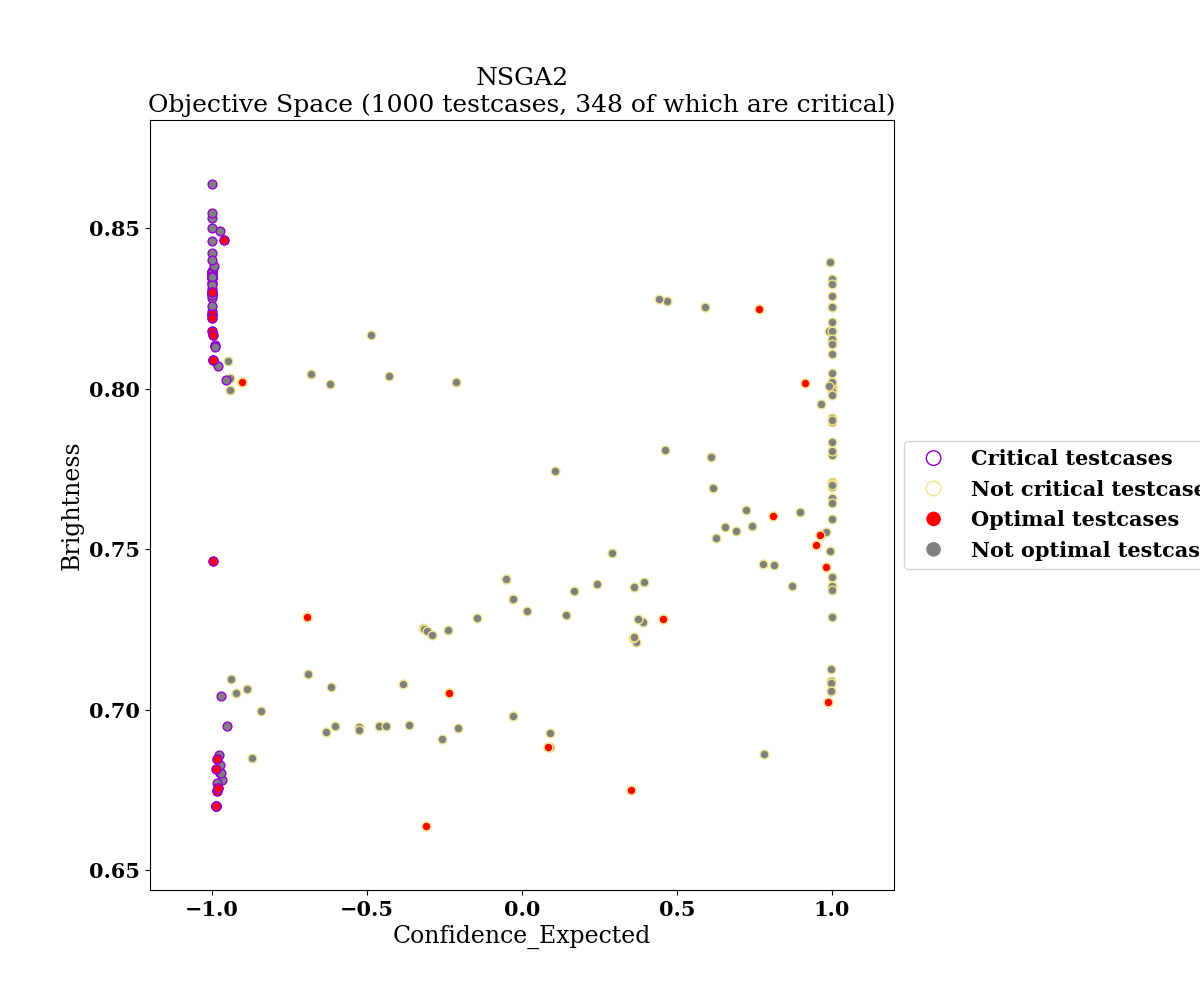 NSGA2
Objective Space (1000 testcases, 348 of which are critical)
0.85
0.80
0.75
0.70
0.65
Brightness
−1.0
−0.5
0.0
0.5
1.0
Confidence_Expected
Critical testcases
Not critical testcase
Optimal testcases
Not optimal testcas